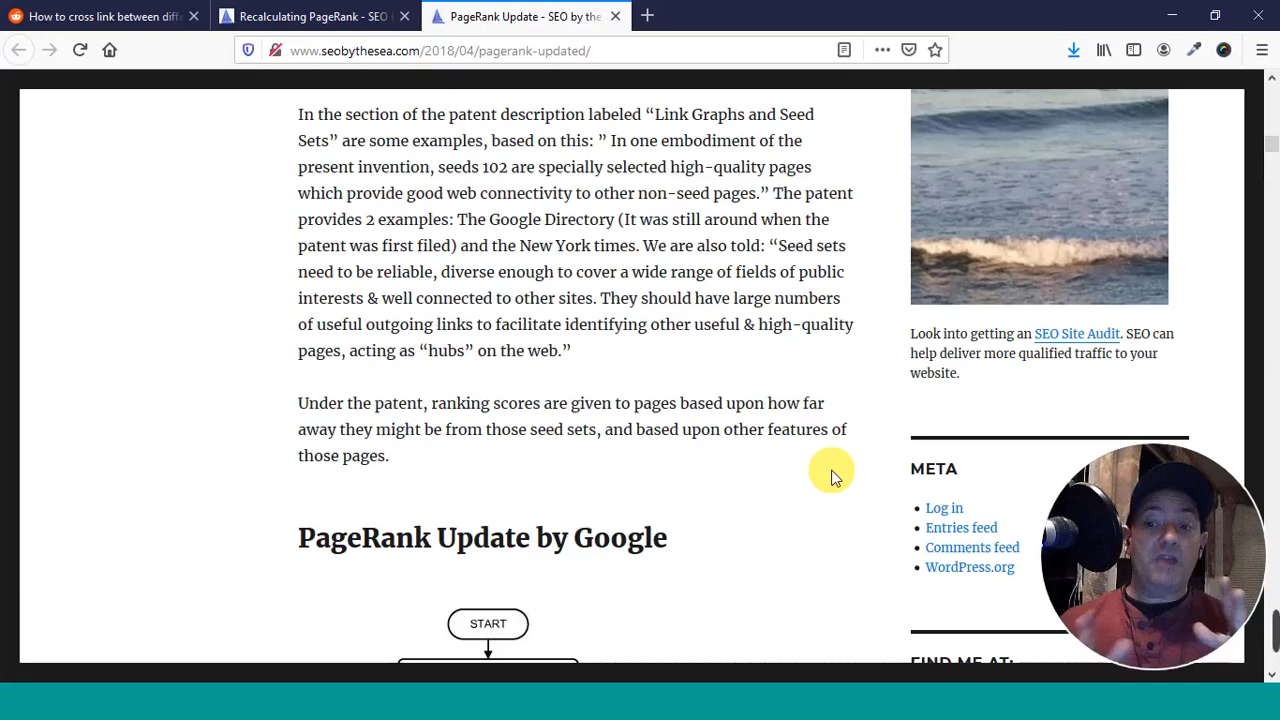 How to cross link between diff
Recalculating PageRank - SEO
PageRank Update - SEO by the
www.seobythesea.com/2018/04/pagerank-updated/
In the section of the patent description labeled “Link Graphs and Seed
Sets” are some examples, based on this: ” In one embodiment of the
present invention, seeds 102 are specially selected high-quality pages
which provide good web connectivity to other non-seed pages.” The patent
provides 2 examples: The Google Directory (It was still around when the
patent was first filed) and the New York times. We are also told: “Seed sets
need to be reliable, diverse enough to cover a wide range of fields of public
interests & well connected to other sites. They should have large numbers
of useful outgoing links to facilitate identifying other useful & high-quality
pages, acting as “hubs” on the web.”
Under the patent, ranking scores are given to pages based upon how far
away they might be from those seed sets, and based upon other features of
those pages.
PageRank Update by Google
START
Look into getting an SEO Site Audit. SEO can
help deliver more qualified traffic to your
website.
META
Log in
Entries feed
Comments feed
WordPress.org
FIND ME AT: